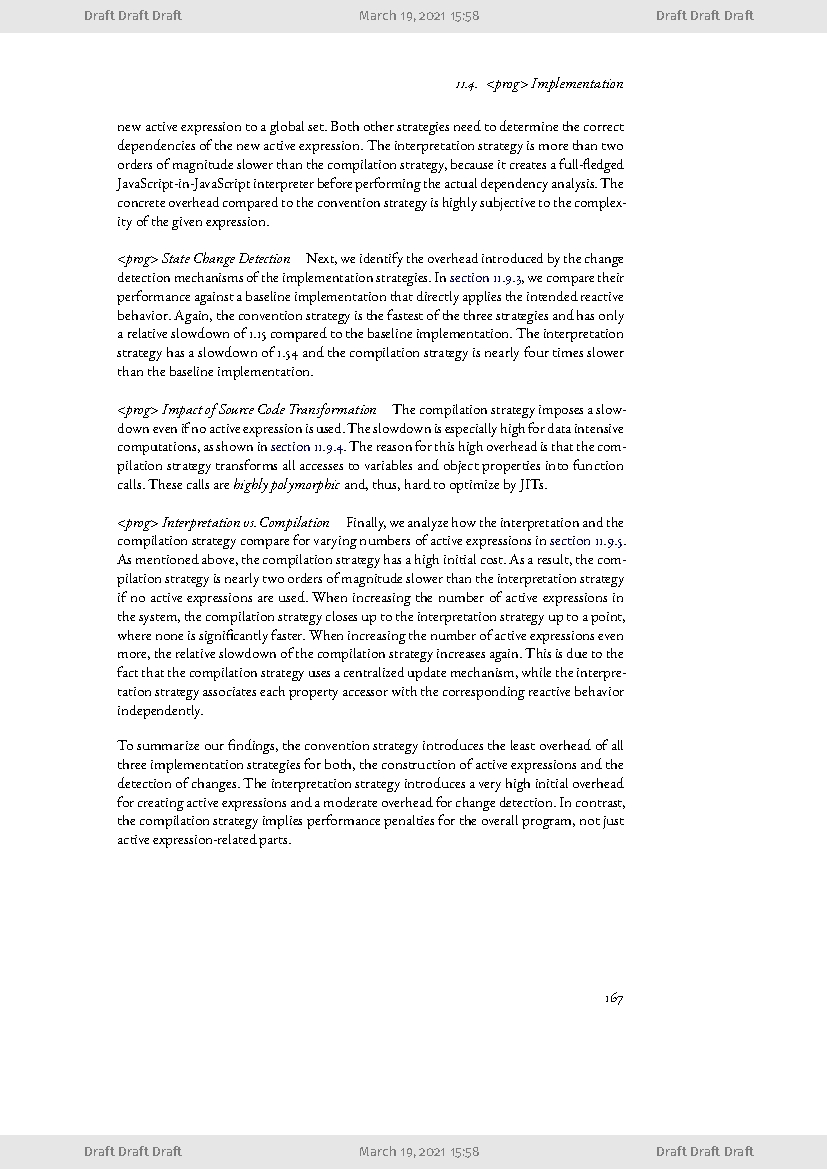 Draft Draft Draft March 19, 2021 15:58 Draft Draft Draft
11.4. <prog> Implementation
new active expression to a global set. Both other strategies need to determine the correct
dependencies of the new active expression. The interpretation strategy is more than two
orders of magnitude slower than the compilation strategy, because it creates a full-fledged
JavaScript-in-JavaScript interpreter before performing the actual dependency analysis. The
concrete overhead compared to the convention strategy is highly subjective to the complex-
ity of the given expression.
<prog> State Change Detection Next, we identify the overhead introduced by the change
detection mechanisms of the implementation strategies. In section 11.9.3, we compare their
performance against a baseline implementation that directly applies the intended reactive
behavior. Again, the convention strategy is the fastest of the three strategies and has only
a relative slowdown of 1.15 compared to the baseline implementation. The interpretation
strategy has a slowdown of 1.54 and the compilation strategy is nearly four times slower
than the baseline implementation.
<prog> Impact of Source Code Transformation The compilation strategy imposes a slow-
down even if no active expression is used. The slowdown is especially high for data intensive
computations, as shown in section 11.9.4. The reason for this high overhead is that the com-
pilation strategy transforms all accesses to variables and object properties into function
calls. These calls are highly polymorphic and, thus, hard to optimize by JITs.
<prog> Interpretation vs. Compilation Finally, we analyze how the interpretation and the
compilation strategy compare for varying numbers of active expressions in section 11.9.5.
As mentioned above, the compilation strategy has a high initial cost. As a result, the com-
pilation strategy is nearly two orders of magnitude slower than the interpretation strategy
if no active expressions are used. When increasing the number of active expressions in
the system, the compilation strategy closes up to the interpretation strategy up to a point,
where none is significantly faster. When increasing the number of active expressions even
more, the relative slowdown of the compilation strategy increases again. This is due to the
fact that the compilation strategy uses a centralized update mechanism, while the interpre-
tation strategy associates each property accessor with the corresponding reactive behavior
independently.
To summarize our findings, the convention strategy introduces the least overhead of all
three implementation strategies for both, the construction of active expressions and the
detection of changes. The interpretation strategy introduces a very high initial overhead
for creating active expressions and a moderate overhead for change detection. In contrast,
the compilation strategy implies performance penalties for the overall program, not just
active expression-related parts.
167
Draft Draft Draft March 19, 2021 15:58 Draft Draft Draft